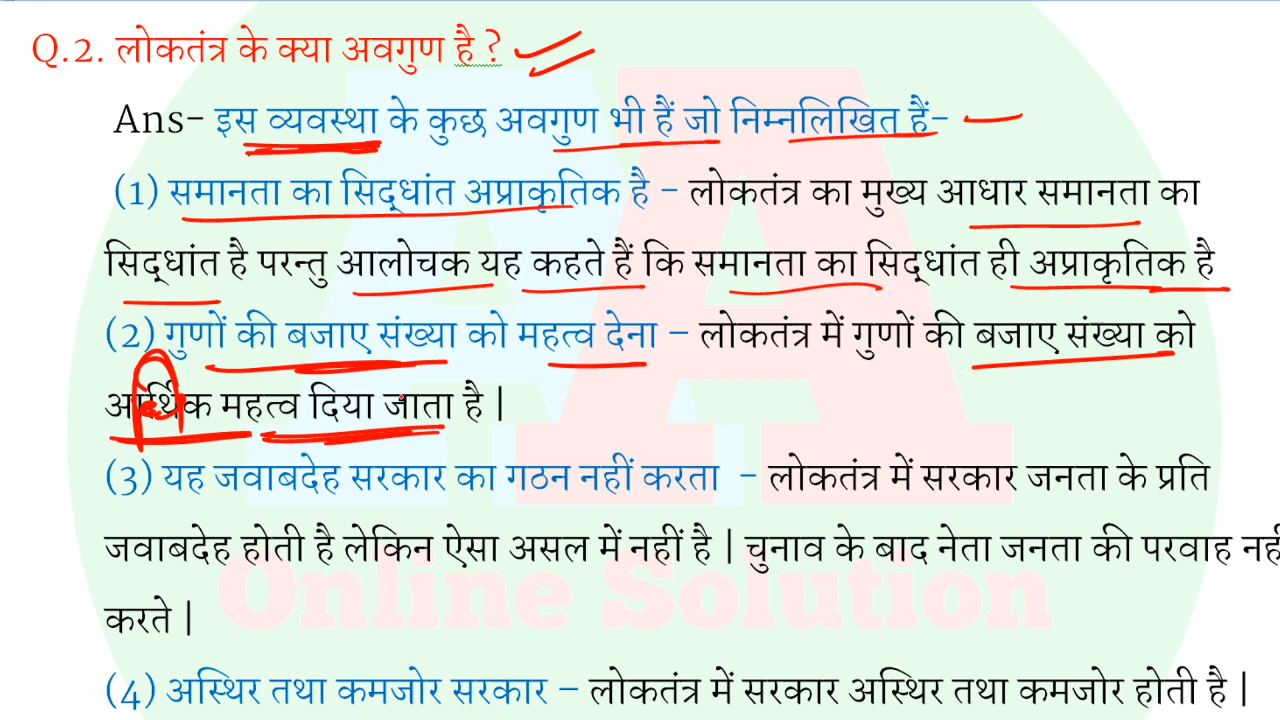 Q.2. लोकतंत्र के क्या अवगुण है ?
Ans- इस व्यवस्था के कुछ अवगुण भी हैं जो निम्नलिखित हैं-
(1) समानता का सिद्धांत अप्राकृतिक है - लोकतंत्र का मुख्य आधार समानता का
सिद्धांत है परन्तु आलोचक यह कहते हैं कि समानता का सिद्धांत ही अप्राकृतिक है
(2) गुणों की बजाए संख्या को महत्व देना - लोकतंत्र में गुणों की बजाए संख्या को
आर्थिक महत्व दिया जाता है |
(3) यह जवाबदेह सरकार का गठन नहीं करता - लोकतंत्र में सरकार जनता के प्रति
जवाबदेह होती है लेकिन ऐसा असल में नहीं है | चुनाव के बाद नेता जनता की परवाह नहीं
करते |
Online Solution
(4) अस्थिर तथा कमजोर सरकार – लोकतंत्र में सरकार अस्थिर तथा कमजोर होती है |